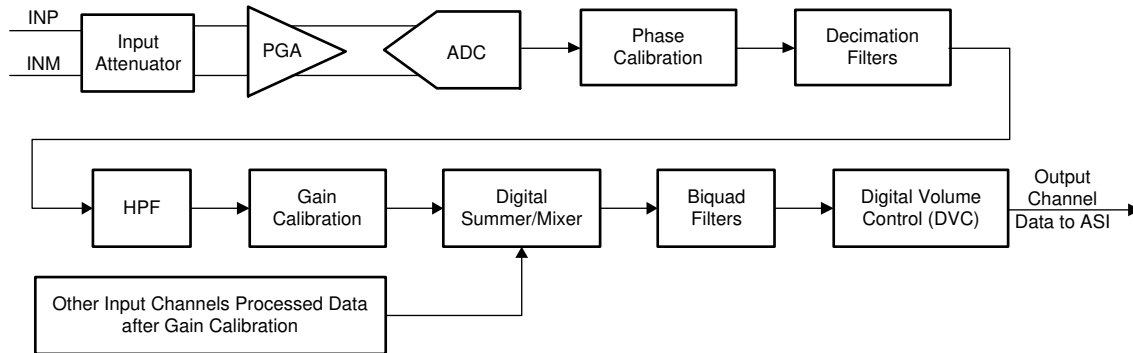 INP
INM
Input
Attenuator
PGA
ADC
Phase
Calibration
Decimation
Filters
HPF
Gain
Calibration
Digital
Summer/Mixer
Biquad
Filters
Digital Volume
Control (DVC)
Output
Channel
Data to ASI
Other Input Channels Processed Data
after Gain Calibration